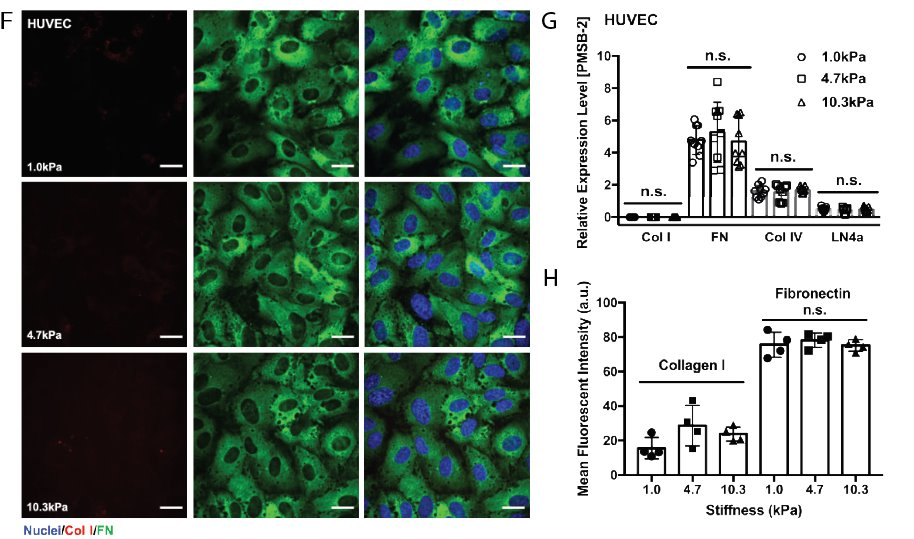 F
HUVEC
1.0kPa
4.7kPa
10.3kPa
Nuclei/Col I/FN
G
HUVEC
Relative Expression Level [PMSB-2]
10
8
6
4
2
0
n.s.
n.s.
n.s.
n.s.
1.0kPa
4.7kPa
10.3kPa
Col I
FN
Col IV
LN4a
H
Mean Fluorescent Intensity (a.u.)
100
80
60
40
20
0
Collagen I
Fibronectin
n.s.
1.0
4.7
10.3
1.0
4.7
10.3
Stiffness (kPa)